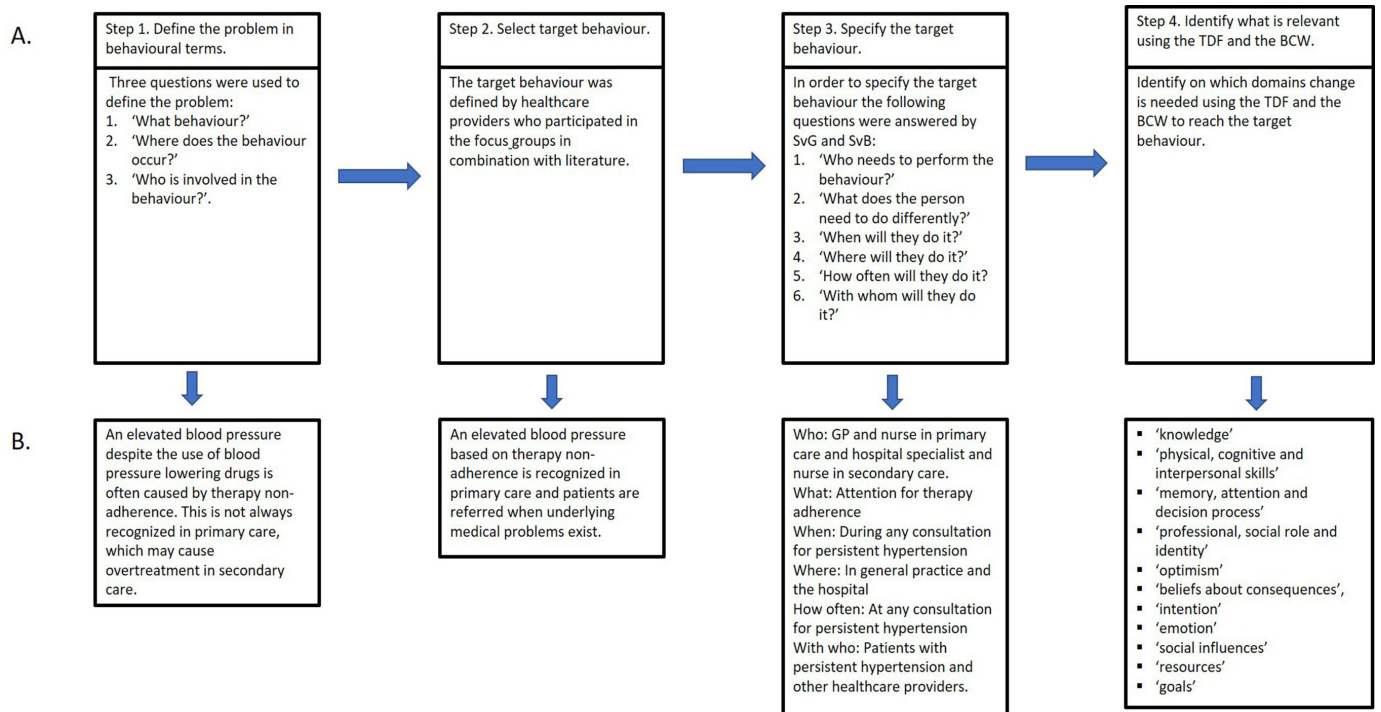 A.
Step 1. Define the problem in
behavioural terms.
Three questions were used to
define the problem:
1. ‘What behaviour?’
2. ‘Where does the behaviour
occur?’
3. ‘Who is involved in the
behaviour?’.
Step 2. Select target behaviour.
The target behaviour was
defined by healthcare
providers who participated in
the focus groups in
combination with literature.
Step 3. Specify the target
behaviour.
In order to specify the target
behaviour the following
questions were answered by
SvG and SvB:
1. ‘Who needs to perform the
behaviour?’
2. ‘What does the person
need to do differently?’
3. ‘When will they do it?’
4. ‘Where will they do it?’
5. ‘How often will they do it?
6. ‘With whom will they do
it?’
Step 4. Identify what is relevant
using the TDF and the BCW.
Identify on which domains change
is needed using the TDF and the
BCW to reach the target
behaviour.
B.
An elevated blood pressure
despite the use of blood
pressure lowering drugs is
often caused by therapy non-
adherence. This is not always
recognized in primary care,
which may cause
overtreatment in secondary
care.
An elevated blood pressure
based on therapy non-
adherence is recognized in
primary care and patients are
referred when underlying
medical problems exist.
Who: GP and nurse in primary
care and hospital specialist and
nurse in secondary care.
What: Attention for therapy
adherence
When: During any consultation
for persistent hypertension
Where: In general practice and
the hospital
How often: At any consultation
for persistent hypertension
With who: Patients with
persistent hypertension and
other healthcare providers.
▪ ‘knowledge’
▪ ‘physical, cognitive and
interpersonal skills’
▪ ‘memory, attention and
decision process’
▪ ‘professional, social role and
identity’
▪ ‘optimism’
▪ ‘beliefs about consequences’,
▪ ‘intention’
▪ ‘emotion’
▪ ‘social influences’
▪ ‘resources’
▪ ‘goals’